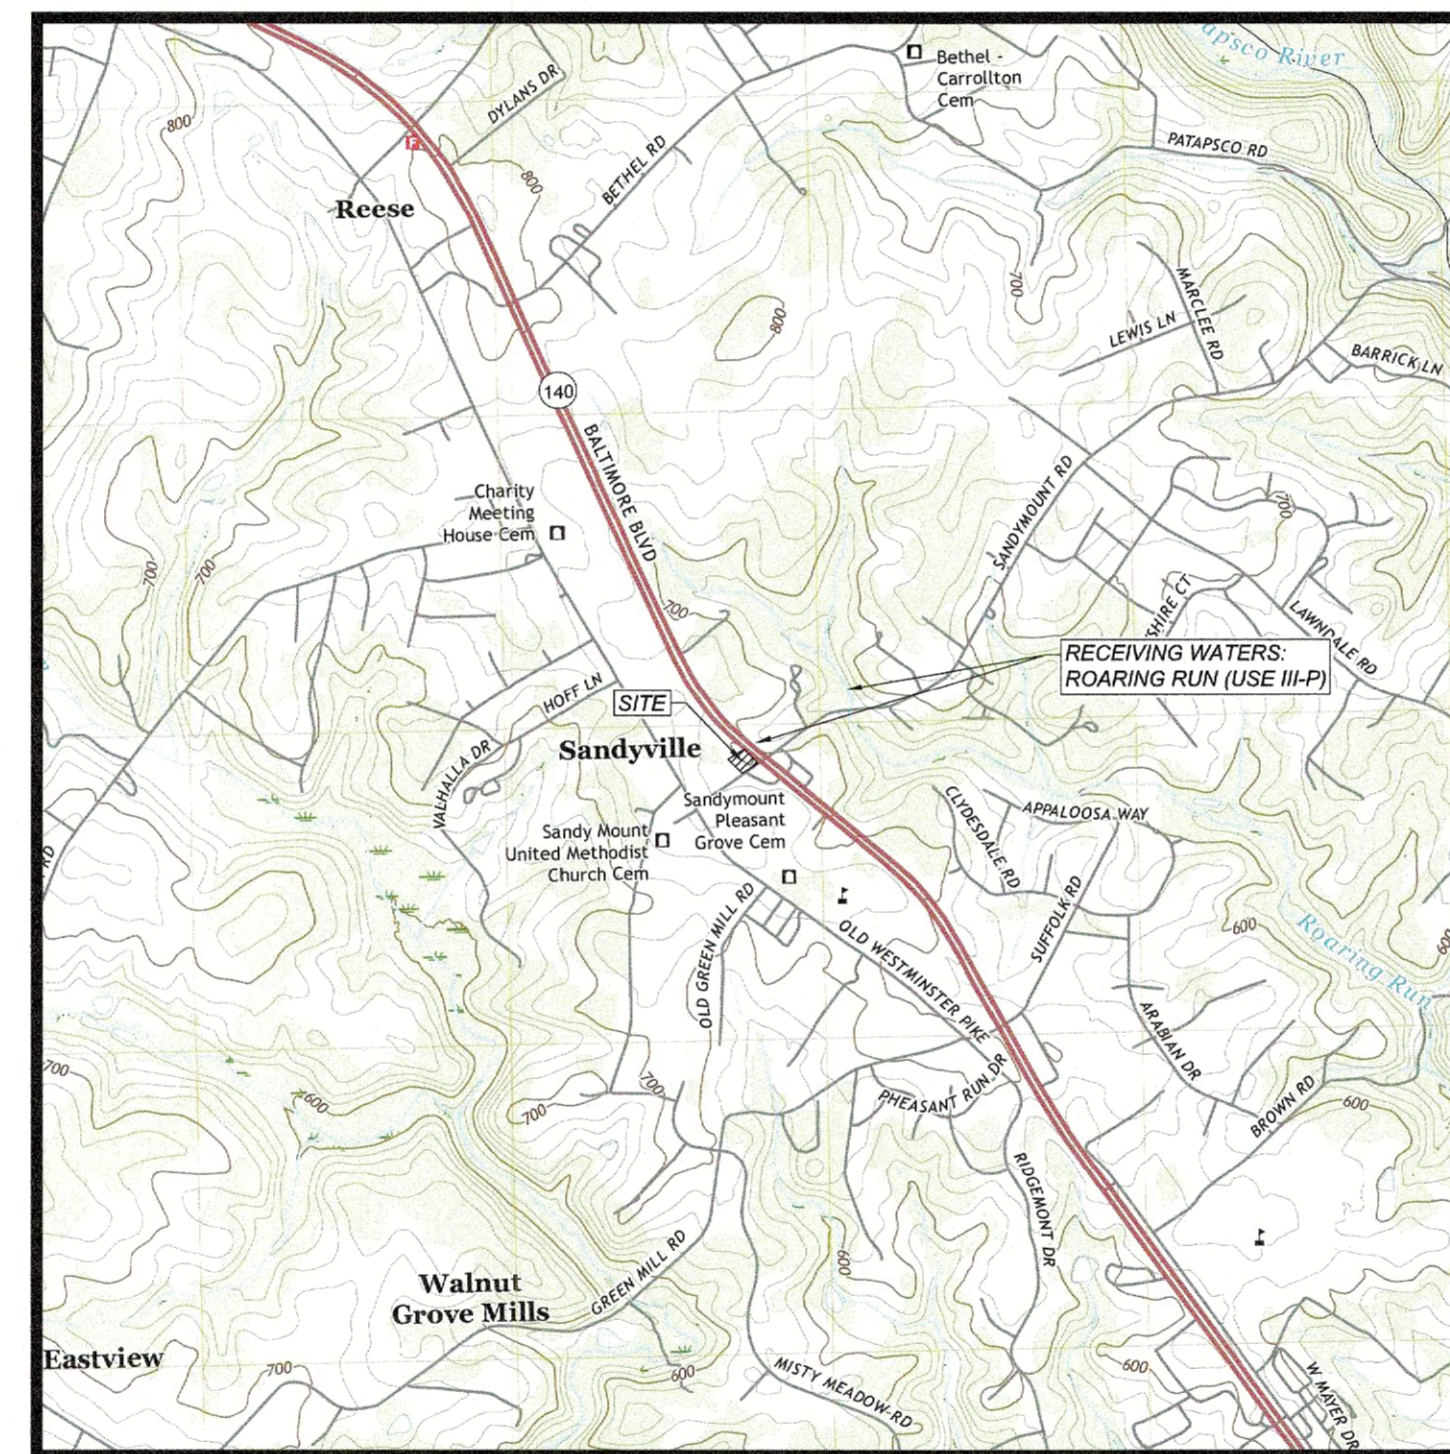 apsco River
Bethel -
Carrollton
Cem
DYLANS DR
800
F
PATAPSCO RD
BETHEL RD
800
Reese
700
MARCLEE RD
800
LEWIS LN
BARRICK LN
140
BALTIMORE BLVD
SANDYMOUNT RD
Charity
Meeting
House Cem
700
700
700
700
SHIRE CT
LAWNDALE RD
RECEIVING WATERS:
ROARING RUN (USE III-P)
HOFF LN
SITE
Sandyville
VALHALLA DR
Sandymount
Pleasant
Grove Cem
CLYDESDALE RD
APPALOOSA WAY
Sandy Mount
United Methodist
Church Cem
RD
SUFFOLK RD
OLD GREEN MILL RD
OLD WESTMINSTER PIKE
600
Roaring Run
600
ARABIAN DR
700
700
600
700
PHEASANT RUN DR
BROWN RD
600
RIDGEMONT DR
GREEN MILL RD
600
Walnut
Grove Mills
Eastview
700
600
MISTY MEADOW RD
600
W MAYER DR